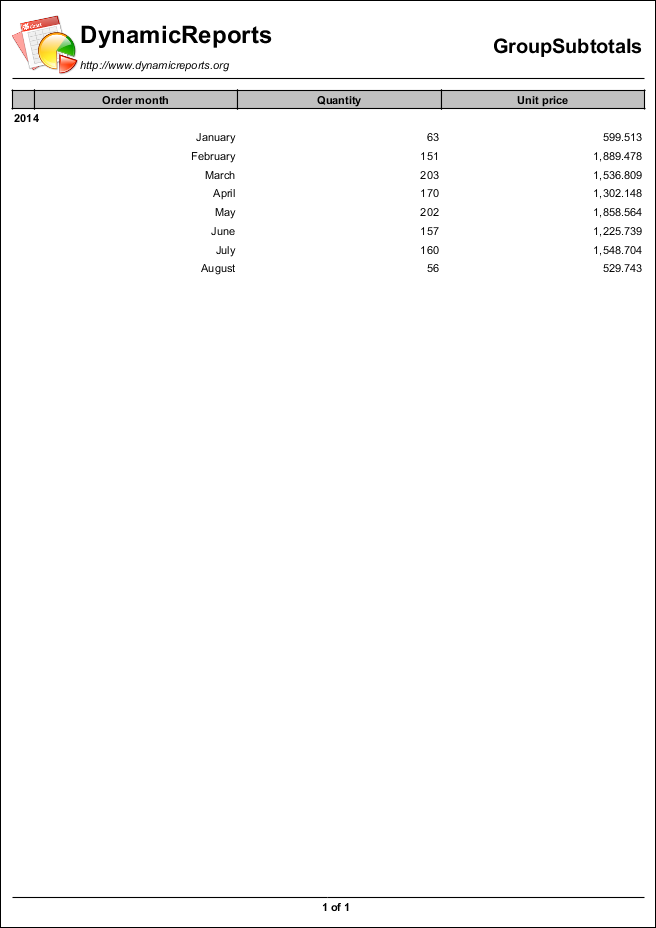 DynamicReports
http://www.dynamicreports.org
GroupSubtotals
Order month Quantity Unit price
2014
January 63 599.513
February 151 1,889.478
March 203 1,536.809
April 170 1,302.148
May 202 1,858.564
June 157 1,225.739
July 160 1,548.704
August 56 529.743
1 of 1